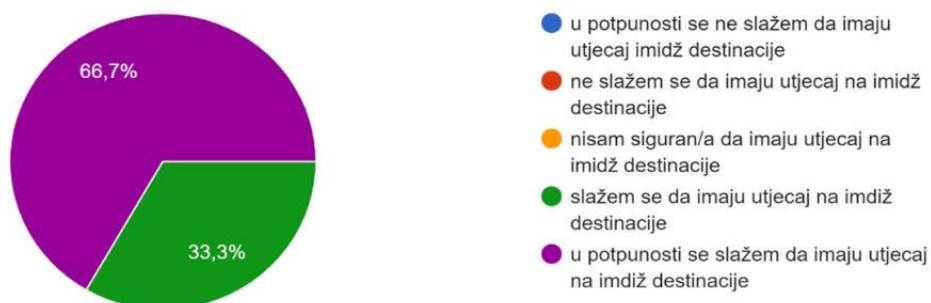 66,7%
33,3%
u potpunosti se ne slažem da imaju
utjecaj imidž destinacije
ne slažem se da imaju utjecaj na imidž
destinacije
nisam siguran/a da imaju utjecaj na
imidž destinacije
slažem se da imaju utjecaj na imdiž
destinacije
u potpunosti se slažem da imaju utjecaj
na imdiž destinacije